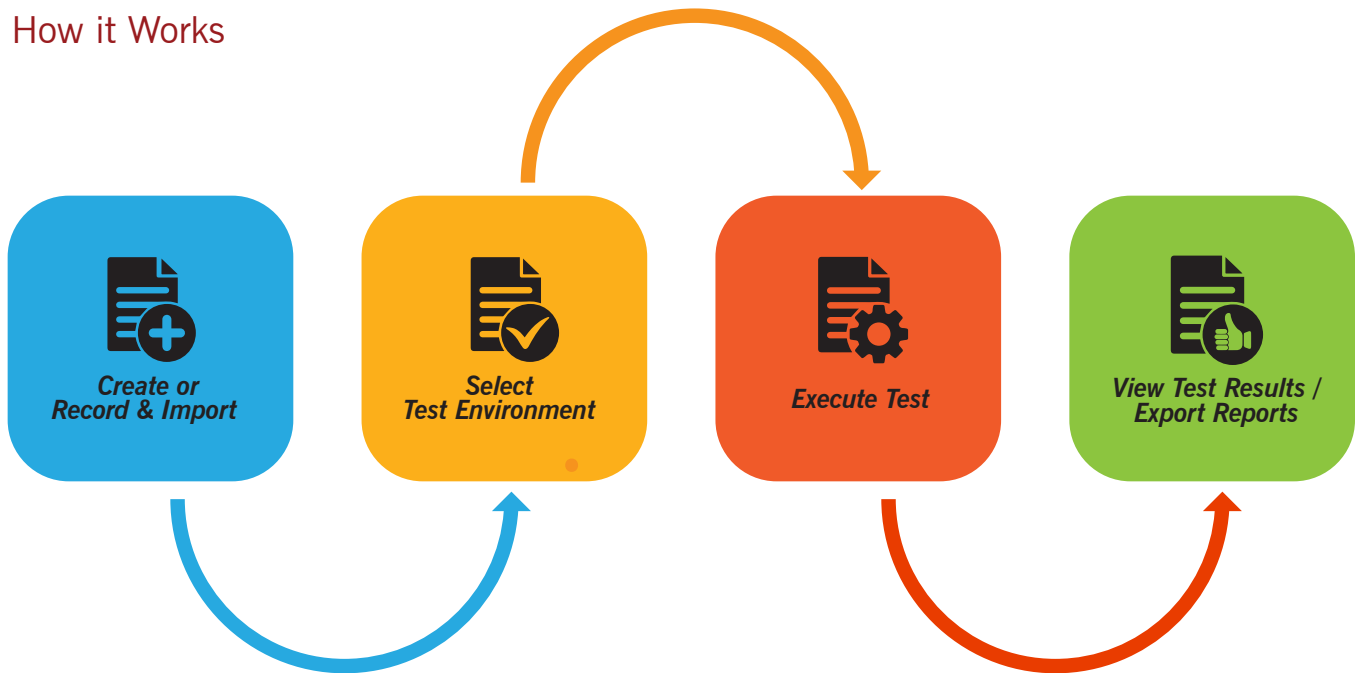 How it Works
Create or
Record & Import
Select
Test Environment
Execute Test
View Test Results /
Export Reports